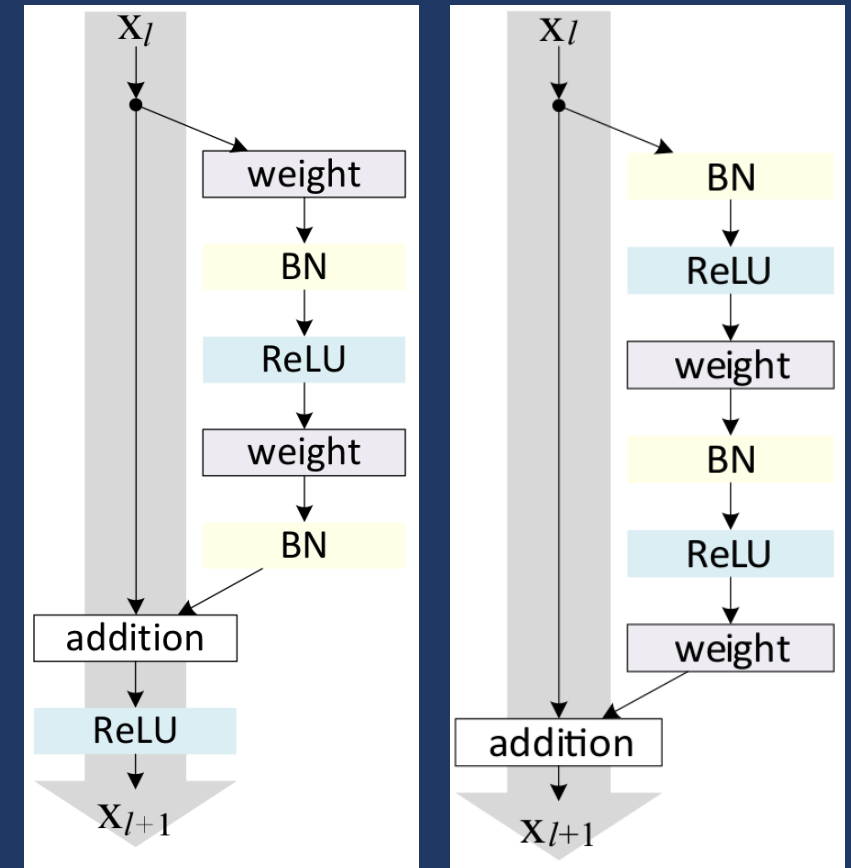 xl
weight
BN
ReLU
weight
BN
addition
ReLU
xl+1
xl
BN
ReLU
weight
BN
ReLU
weight
addition
xl+1